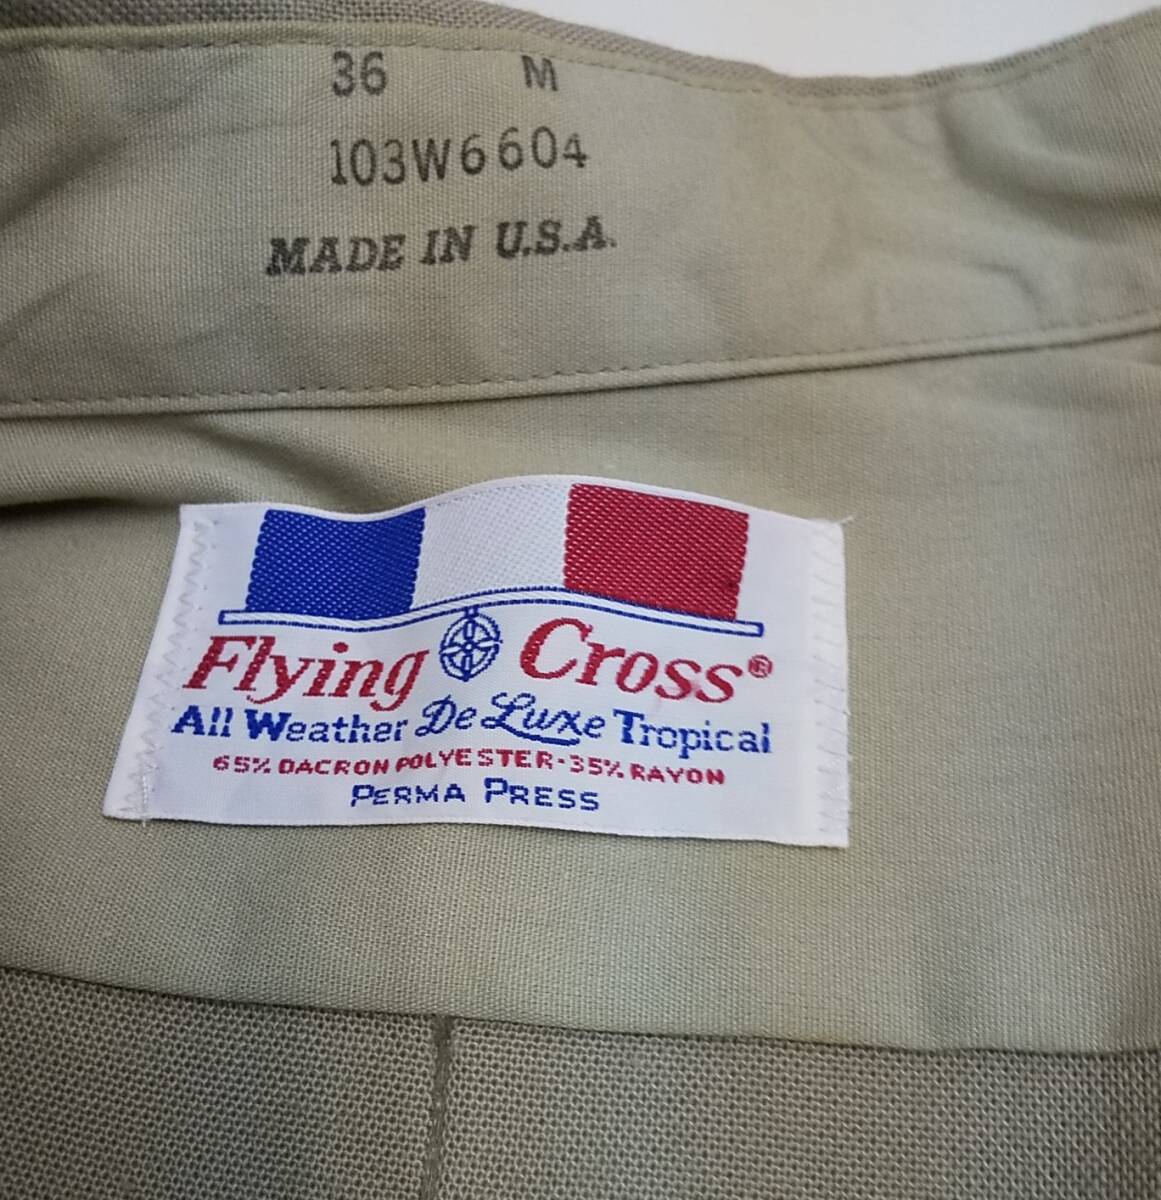 36 M
103W6604
MADE IN U.S.A.
Flying Cross®
All Weather De Luxe Tropical
65% DACRON POLYESTER·35% RAYON
PERMA PRESS